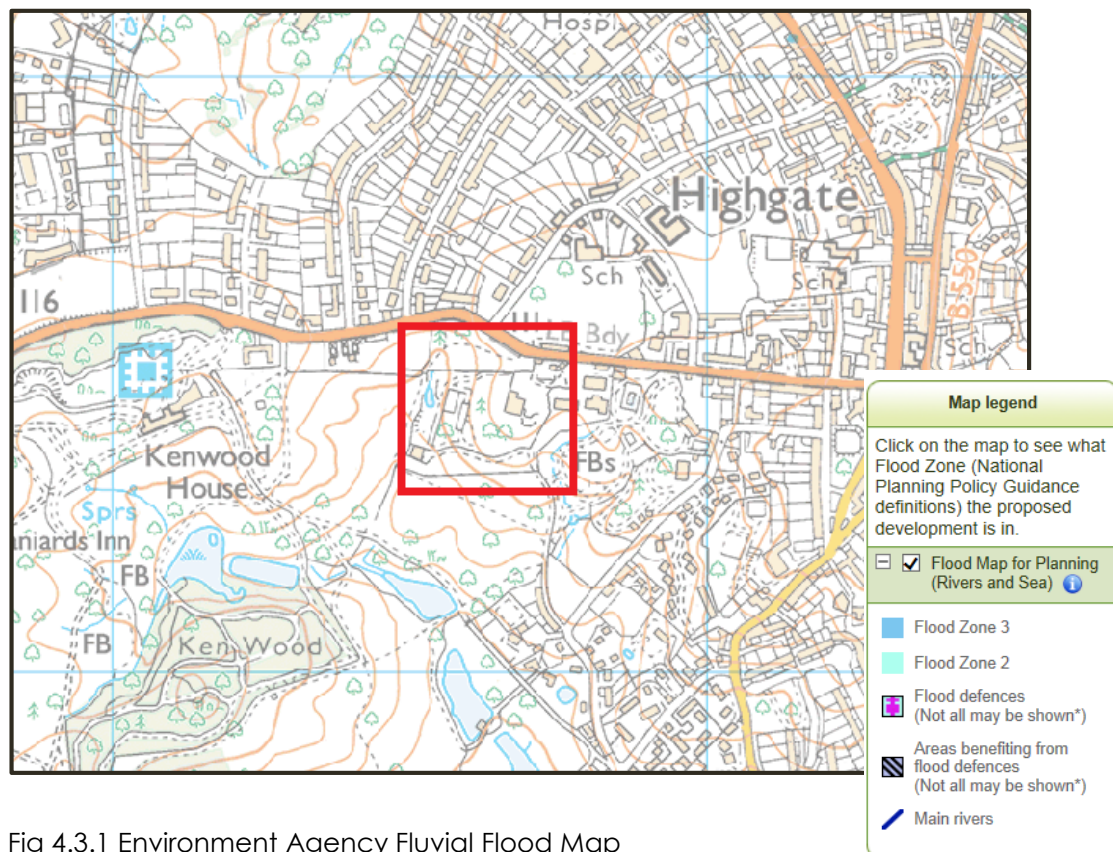 Hosp
Highgate
Sch
Sch
B 550
116
Bdy
Kenwood
House
FBs
Sprs
aniards Inn
FB
FB
Ken Wood
Map legend
Click on the map to see what
Flood Zone (National
Planning Policy Guidance
definitions) the proposed
development is in.
Flood Map for Planning
(Rivers and Sea)
Flood Zone 3
Flood Zone 2
Flood defences
(Not all may be shown*)
Areas benefiting from
flood defences
(Not all may be shown*)
Main rivers
Fig 4.3.1 Environment Agency Fluvial Flood Map